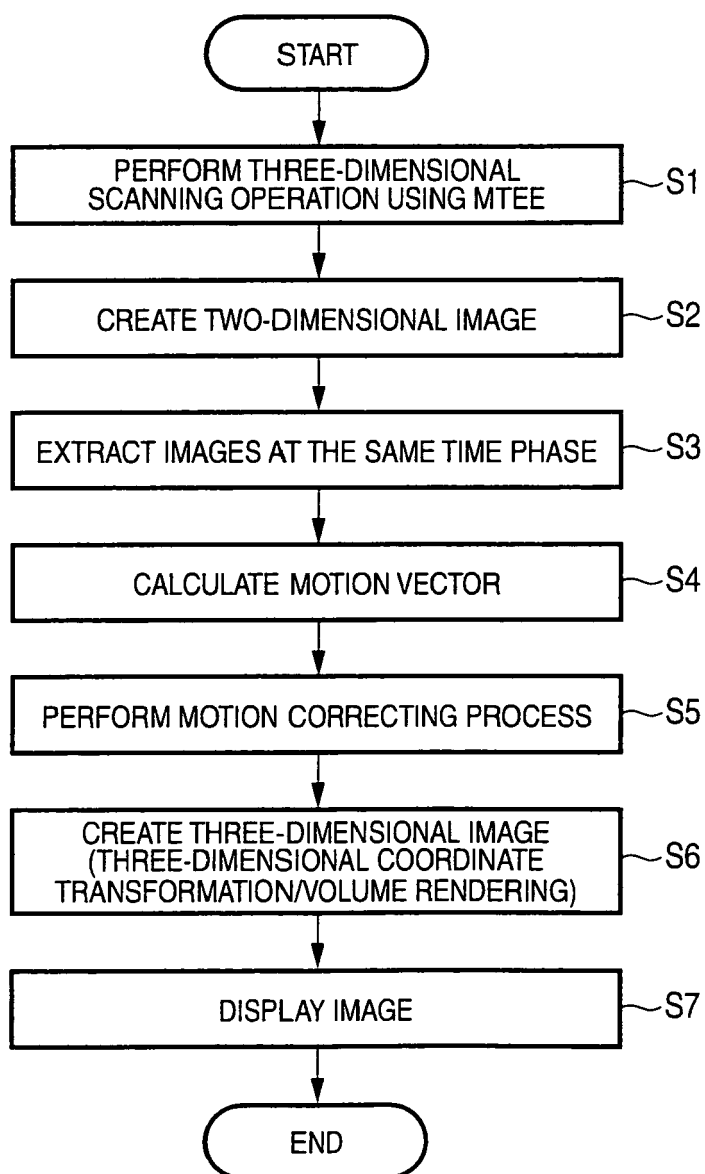 START
PERFORM THREE-DIMENSIONAL
SCANNING OPERATION USING MTEE
S1
CREATE TWO-DIMENSIONAL IMAGE
S2
EXTRACT IMAGES AT THE SAME TIME PHASE
S3
CALCULATE MOTION VECTOR
S4
PERFORM MOTION CORRECTING PROCESS
S5
CREATE THREE-DIMENSIONAL IMAGE
(THREE-DIMENSIONAL COORDINATE
TRANSFORMATION/VOLUME RENDERING)
S6
DISPLAY IMAGE
S7
END